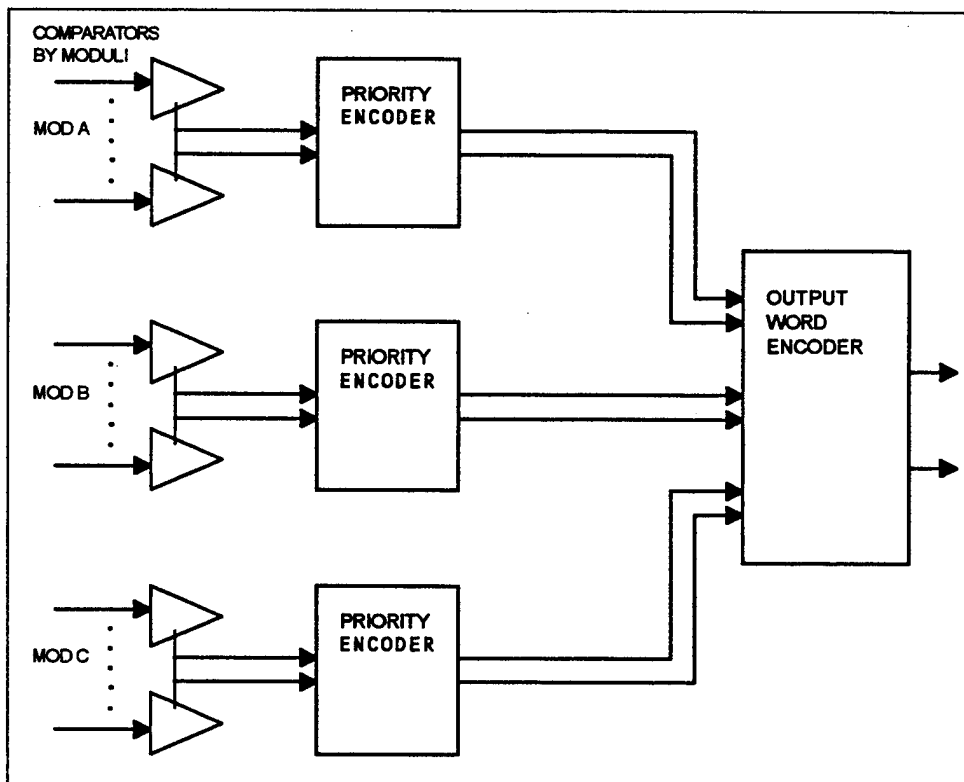 COMPARATORS
BY MODULI
MOD A
PRIORITY
ENCODER
MOD B
PRIORITY
ENCODER
MOD C
PRIORITY
ENCODER
OUTPUT
WORD
ENCODER